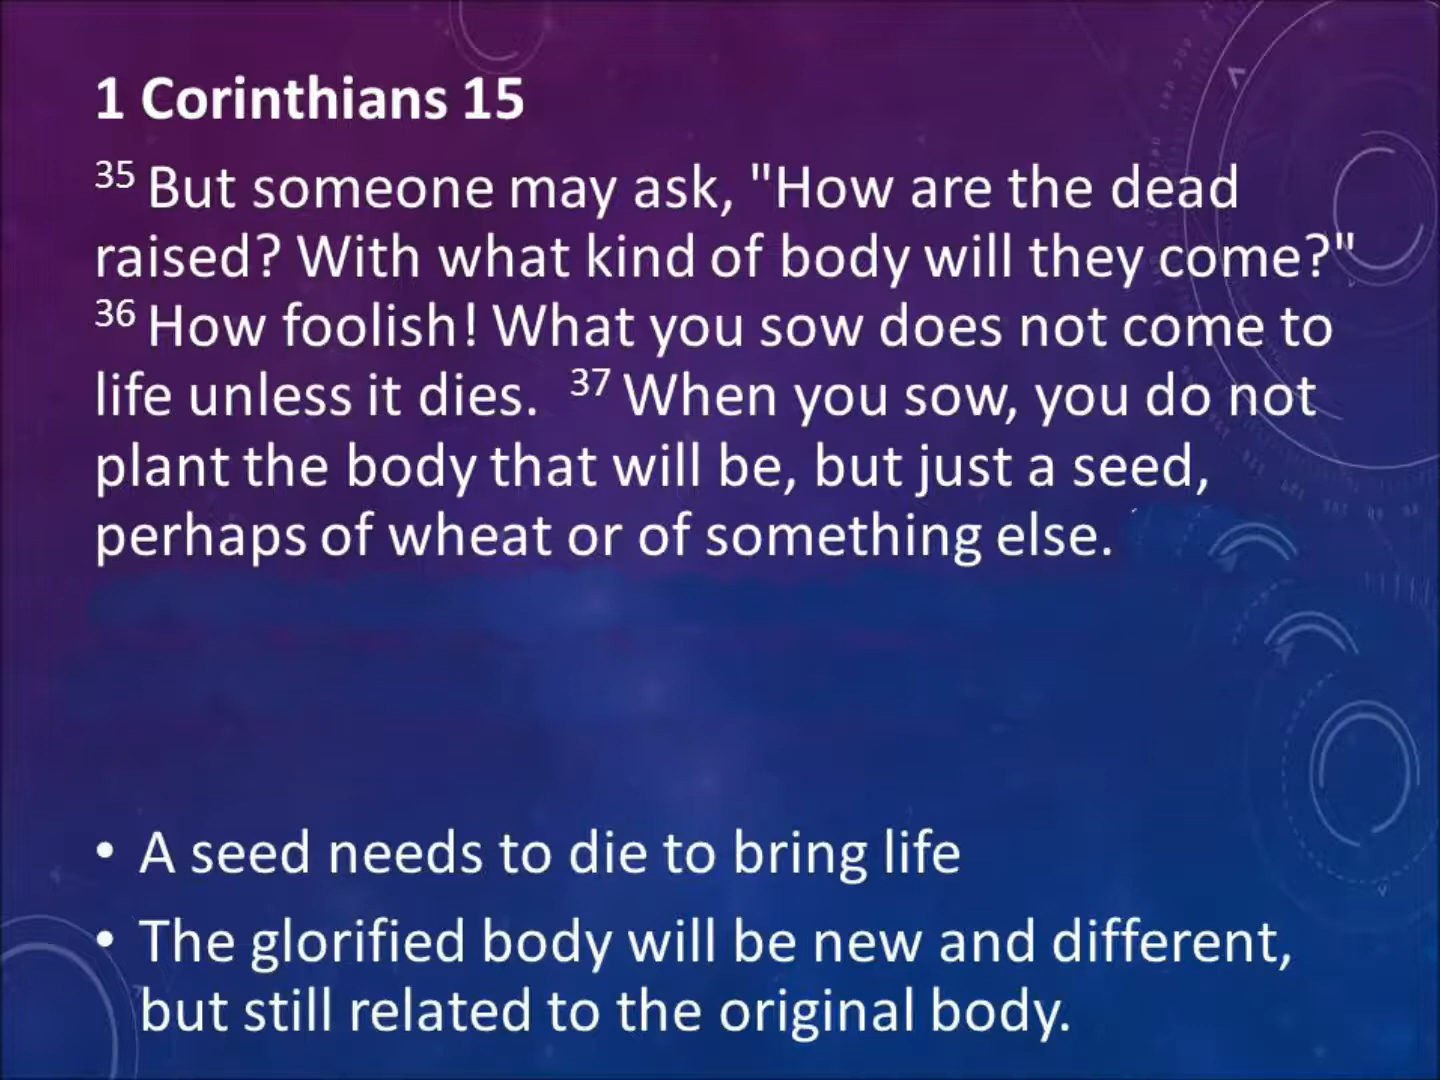 1 Corinthians 15
35 But someone may ask, "How are the dead
raised? With what kind of body will they come?"
36 How foolish! What you sow does not come to
life unless it dies. 37 When you sow, you do not
plant the body that will be, but just a seed,
perhaps of wheat or of something else.
• A seed needs to die to bring life
• The glorified body will be new and different,
but still related to the original body.